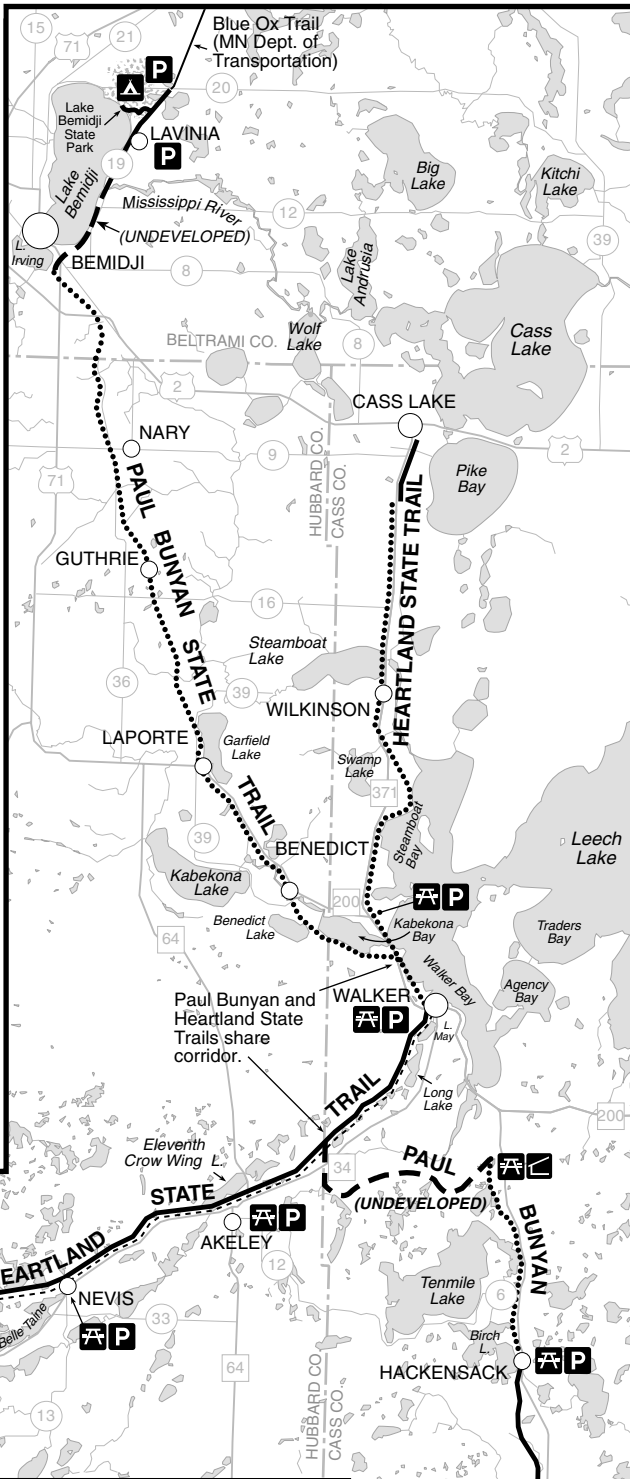 Blue Ox Trail
(MN Dept. of
Transportation)
15
21
71
P
20
Lake
Bemidji
State
Park
LAVINIA
P
19
Lake
Bemidji
Big
Lake
Kitchi
Lake
Mississippi River
12
(UNDEVELOPED)
39
L.
Irving
BEMIDJI
8
Lake
Andrusia
Cass
Lake
BELTRAMI CO.
Wolf
Lake
8
2
CASS LAKE
NARY
9
2
HUBBARD CO.
CASS CO.
71
Pike
Bay
PAUL BUNYAN STATE TRAIL
HEARTLAND STATE TRAIL
GUTHRIE
16
Steamboat
Lake
36
39
WILKINSON
LAPORTE
Garfield
Lake
Swamp
Lake
371
39
BENEDICT
Steamboat
Bay
Leech
Lake
Kabekona
Lake
200
P
Benedict
Lake
Kabekona
Bay
Traders
Bay
64
Walker Bay
Agency
Bay
Paul Bunyan and
Heartland State
Trails share
corridor.
WALKER
P
L.
May
Long
Lake
200
TRAIL
Eleventh
Crow Wing L.
34
PAUL
STATE
(UNDEVELOPED)
BUNYAN
AKELEY
P
EARTLAND
12
Tenmile
Lake
6
NEVIS
Belle Taine
33
P
Birch
L.
64
HACKENSACK
P
HUBBARD CO.
CASS CO.
13